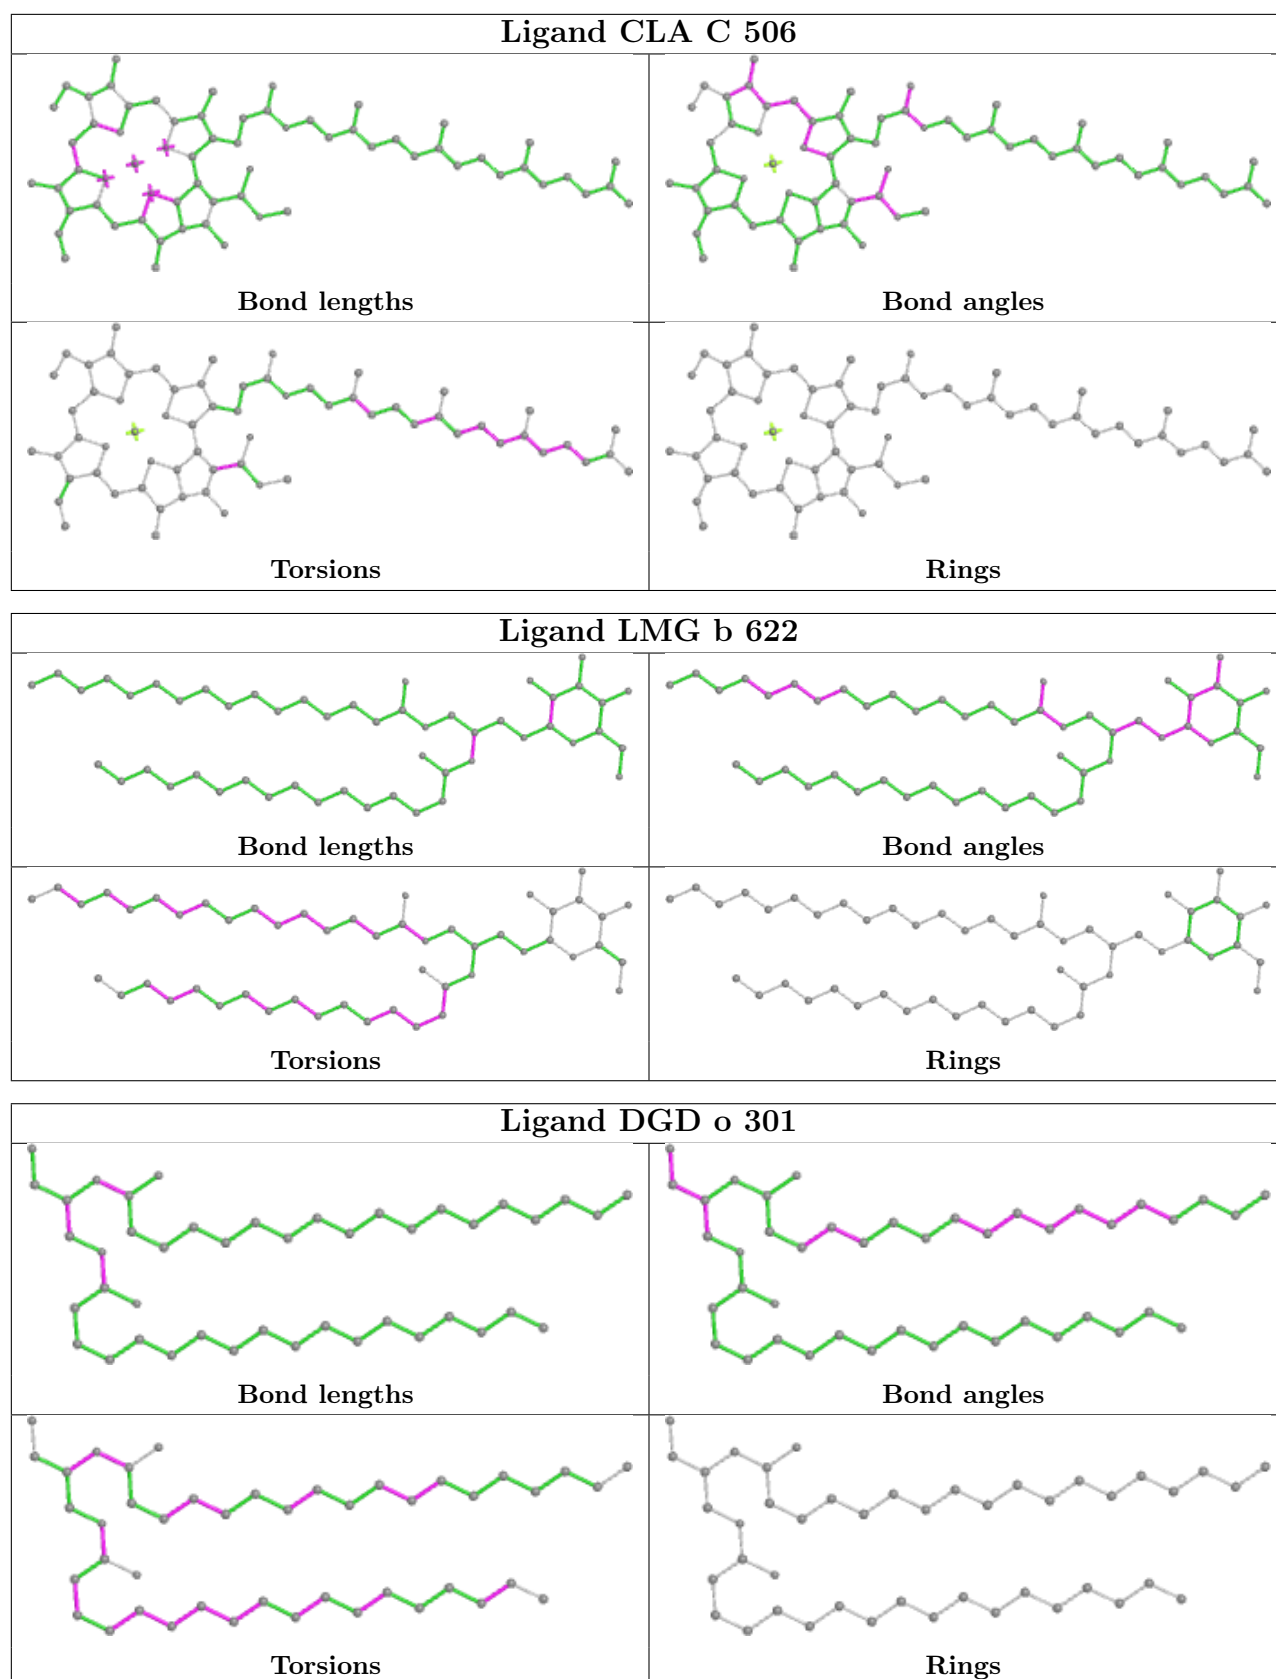 Ligand CLA C 506
Bond lengths
Bond angles
Torsions
Rings
Ligand LMG b 622
Bond lengths
Bond angles
Torsions
Rings
Ligand DGD o 301
Bond lengths
Bond angles
Torsions
Rings